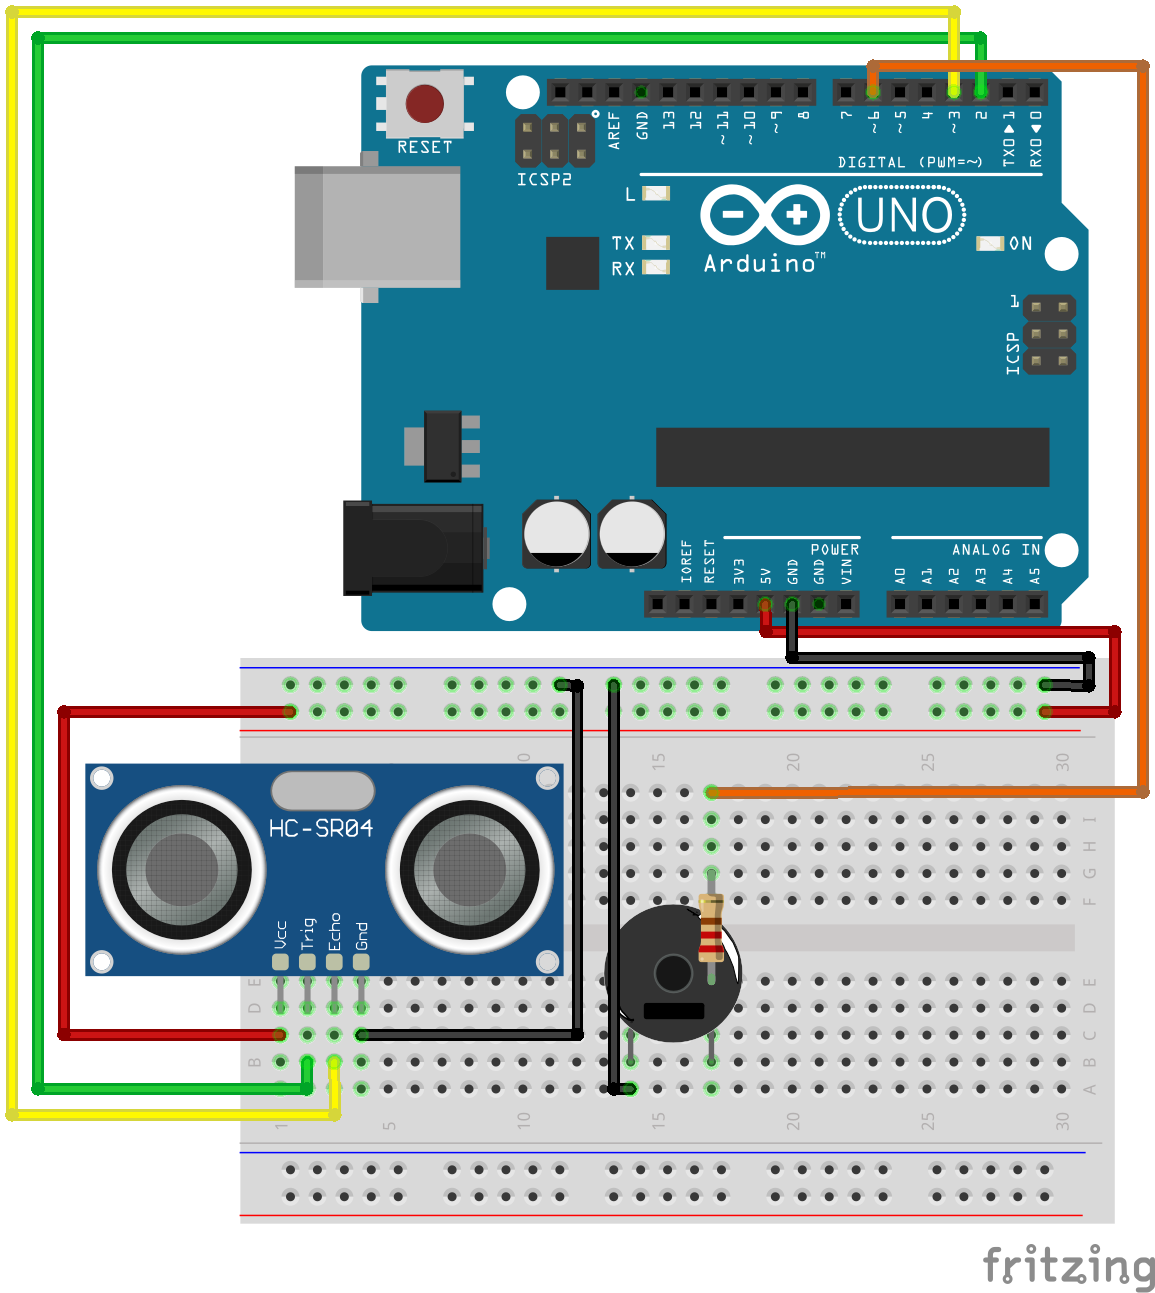 RESET
ICSP2
AREF
GND
13
12
~11
~10
~9
8
7
~6
~5
4
~3
2
TX0▶1
RX0◀0
DIGITAL (PWM=~)
L
TX
RX
Arduino™
UNO
ON
1
ICSP
IOREF
RESET
3V3
5V
GND
GND
VIN
POWER
ANALOG IN
A0
A1
A2
A3
A4
A5
15
20
25
30
I
H
G
F
HC-SR04
Vcc
Trig
Echo
Gnd
E
D
B
E
D
C
B
A
1
5
10
15
20
25
30
fritzing